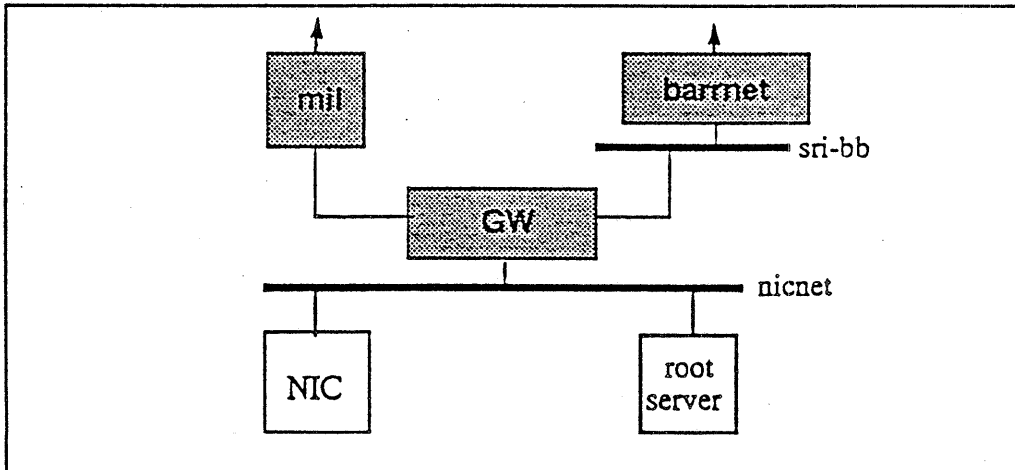 mil
barrnet
sri-bb
GW
nicnet
NIC
root
server